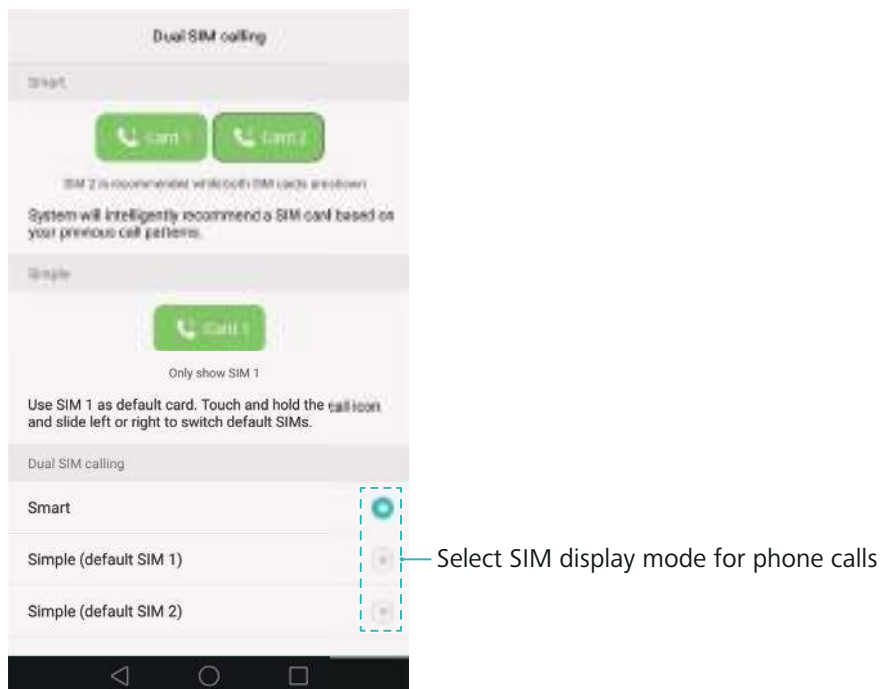 Dual SIM calling
Smart
Card 1
Card 2
SIM 2 is recommended while both SIM cards are shown
System will intelligently recommend a SIM card based on
your previous call patterns.
Simple
Card 1
Only show SIM 1
Use SIM 1 as default card. Touch and hold the call icon
and slide left or right to switch default SIMs.
Dual SIM calling
Smart
Simple (default SIM 1)
Select SIM display mode for phone calls
Simple (default SIM 2)